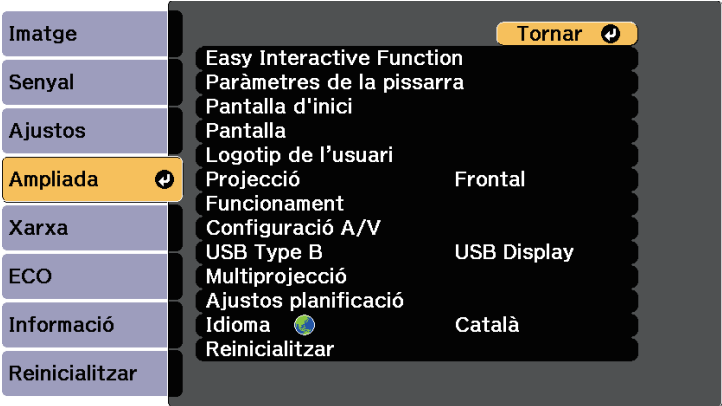 Imatge
Senyal
Ajustos
Ampliada
Xarxa
ECO
Informació
Reinicialitzar
Tornar
Easy Interactive Function
Paràmetres de la pissarra
Pantalla d'inici
Pantalla
Logotip de l’usuari
Projecció Frontal
Funcionament
Configuració A/V
USB Type B USB Display
Multiprojecció
Ajustos planificació
Idioma Català
Reinicialitzar